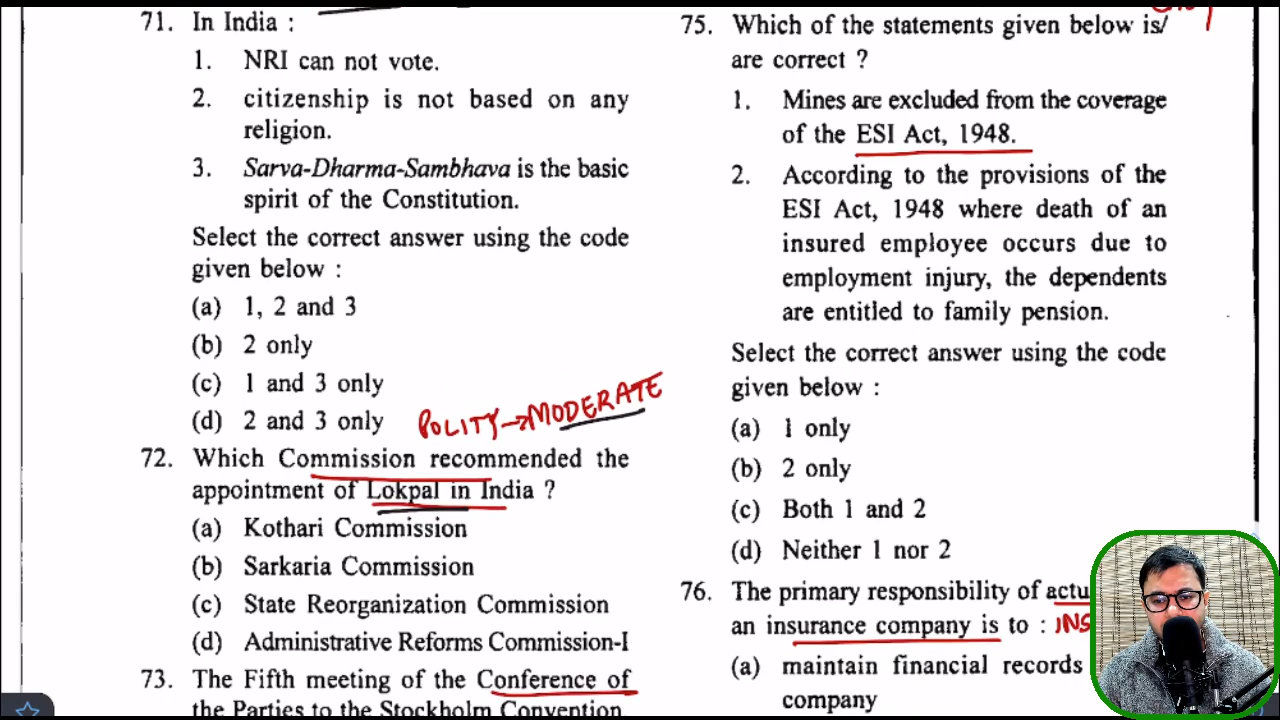 71. In India :
1. NRI can not vote.
2. citizenship is not based on any
religion.
3. Sarva-Dharma-Sambhava is the basic
spirit of the Constitution.
Select the correct answer using the code
given below :
(a) 1, 2 and 3
(b) 2 only
(c) 1 and 3 only
(d) 2 and 3 only
POLITY→MODERATE
72. Which Commission recommended the
appointment of Lokpal in India ?
(a) Kothari Commission
(b) Sarkaria Commission
(c) State Reorganization Commission
(d) Administrative Reforms Commission-I
73. The Fifth meeting of the Conference of
the Parties to the Stockholm Convention
75. Which of the statements given below is/
are correct ?
1. Mines are excluded from the coverage
of the ESI Act, 1948.
2. According to the provisions of the
ESI Act, 1948 where death of an
insured employee occurs due to
employment injury, the dependents
are entitled to family pension.
Select the correct answer using the code
given below :
(a) 1 only
(b) 2 only
(c) Both 1 and 2
(d) Neither 1 nor 2
76. The primary responsibility of actu
an insurance company is to : INS
(a) maintain financial records
company